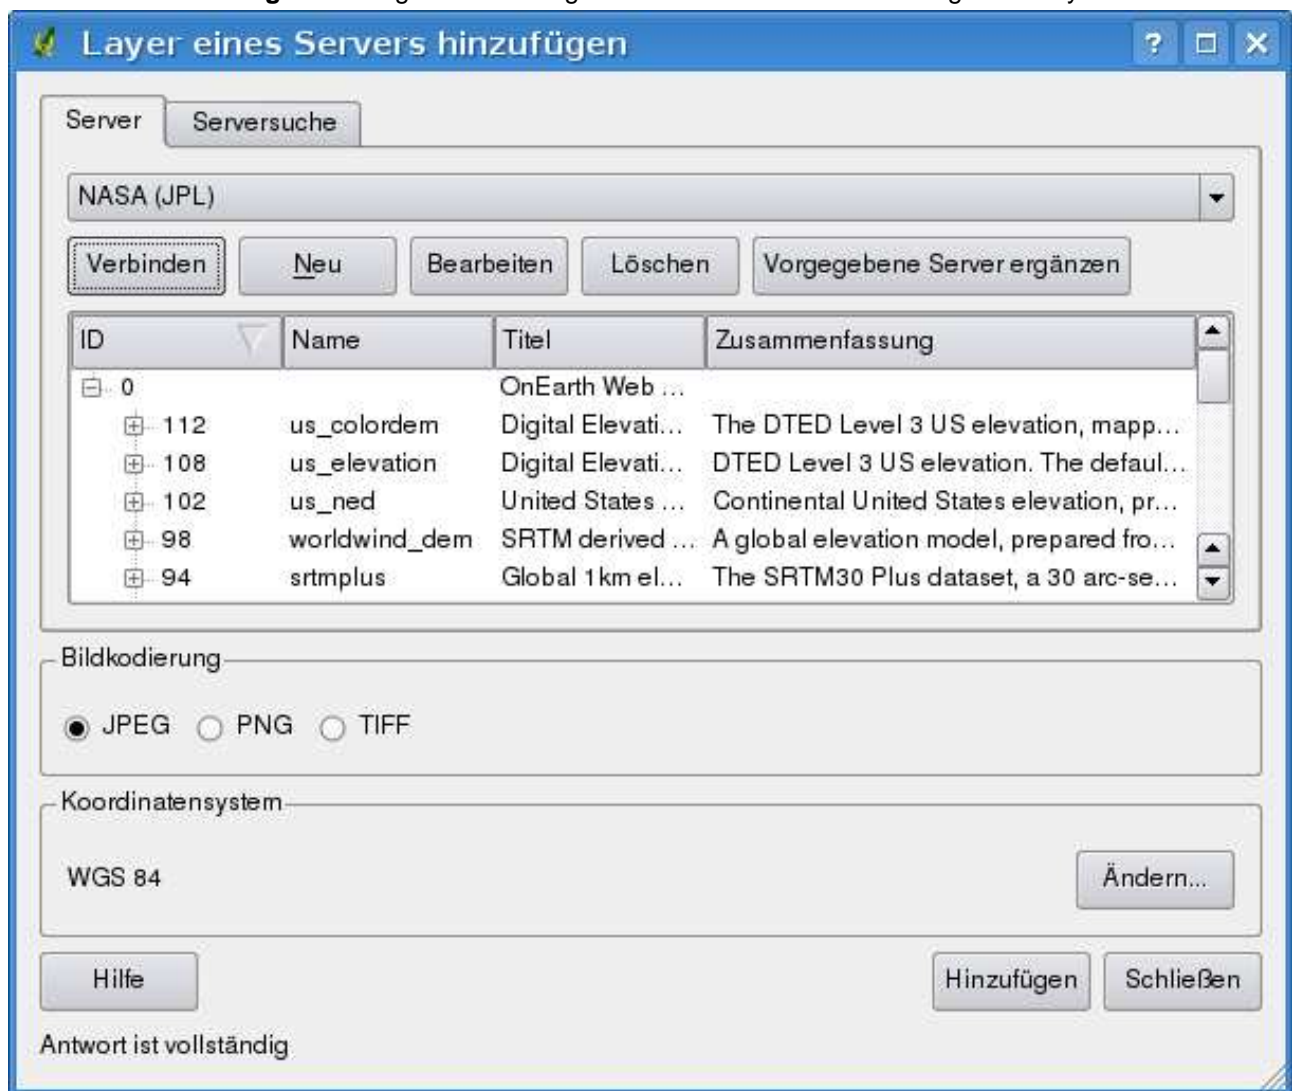 Layer eines Servers hinzufügen
Server Serversuche
NASA (JPL)
Verbinden Neu Bearbeiten Löschen Vorgegebene Server ergänzen
ID Name Titel Zusammenfassung
0 OnEarth Web ...
112 us_colordem Digital Elevati... The DTED Level 3 US elevation, mapp...
108 us_elevation Digital Elevati... DTED Level 3 US elevation. The defaul...
102 us_ned United States ... Continental United States elevation, pr...
98 worldwind_dem SRTM derived ... A global elevation model, prepared fro...
94 srtmplus Global 1km el... The SRTM30 Plus dataset, a 30 arc-se...
Bildkodierung
JPEG PNG TIFF
Koordinatensystem
WGS 84 Ändern...
Hilfe Hinzufügen Schließen
Antwort ist vollständig